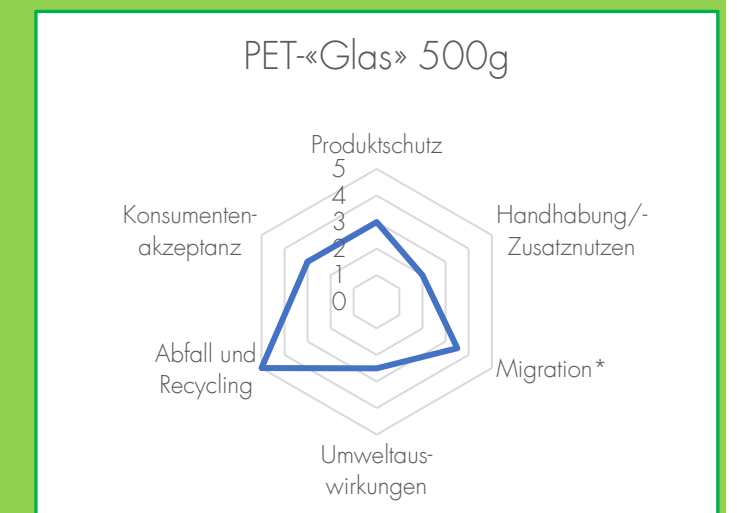 PET-«Glas» 500g
Produktschutz
5
4
3
2
1
0
Handhabung/-
Zusatznutzen
Migration*
Umweltaus-
wirkungen
Abfall und
Recycling
Konsumenten-
akzeptanz